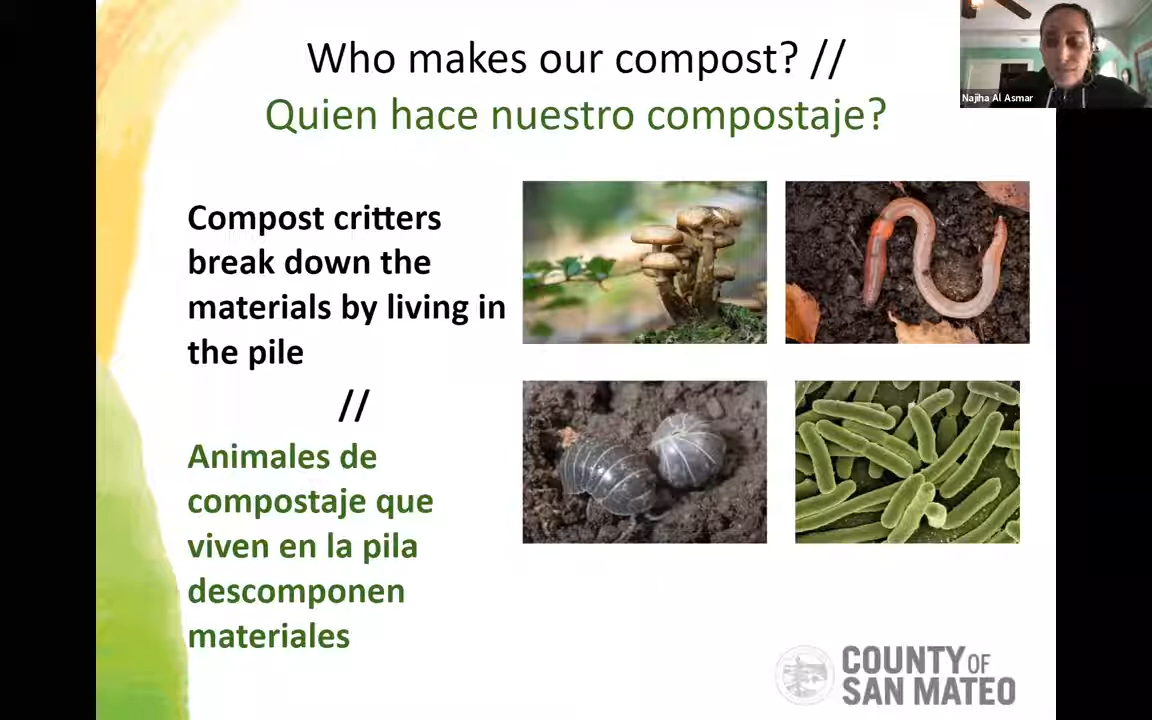 Who makes our compost? //
Quien hace nuestro compostaje?
Najiha Al Asmar
Compost critters
break down the
materials by living in
the pile
//
Animales de
compostaje que
viven en la pila
descomponen
materiales
COUNTY OF
SAN MATEO